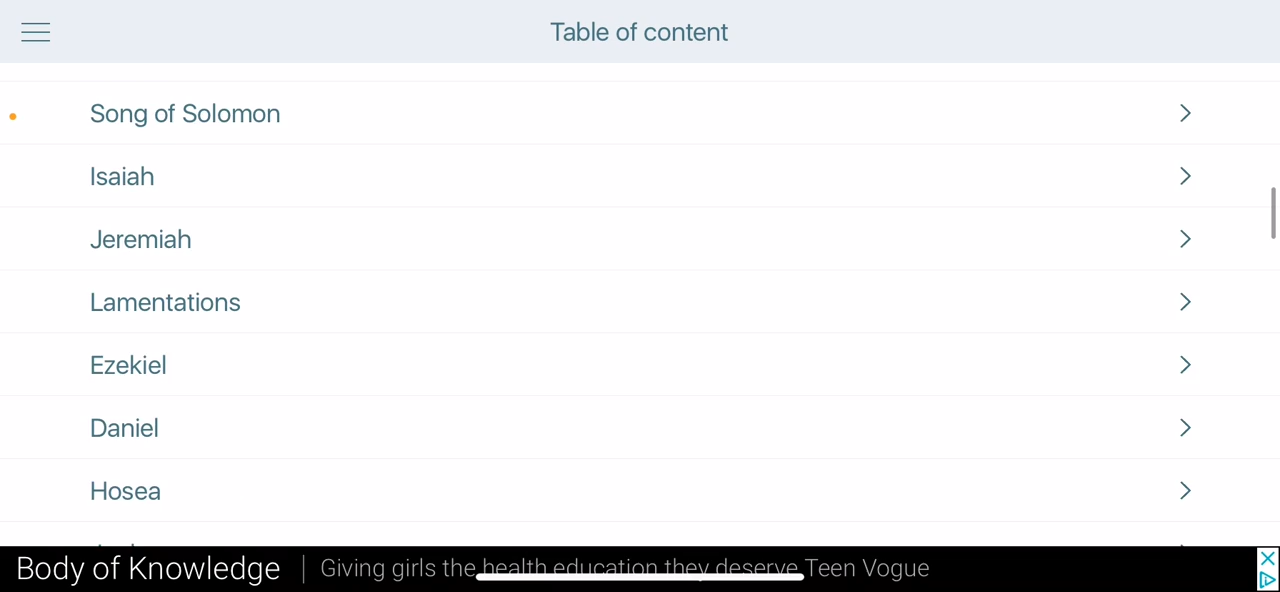 Table of content
Song of Solomon
Isaiah
Jeremiah
Lamentations
Ezekiel
Daniel
Hosea
Body of Knowledge | Giving girls the health education they deserve Teen Vogue